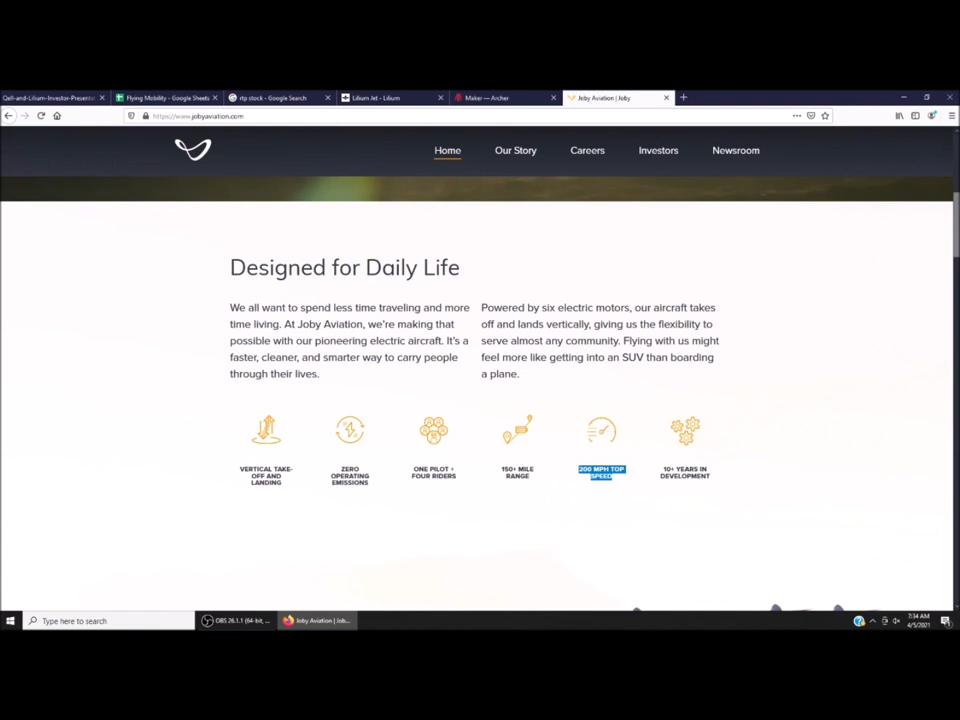 Qell-and-Lilium-Investor-Presentat
Flying Mobility - Google Sheets
rtp stock - Google Search
Lilium Jet - Lilium
Maker — Archer
Joby Aviation | Joby
https://www.jobyaviation.com
Home
Our Story
Careers
Investors
Newsroom
Designed for Daily Life
We all want to spend less time traveling and more
time living. At Joby Aviation, we're making that
possible with our pioneering electric aircraft. It's a
faster, cleaner, and smarter way to carry people
through their lives.
Powered by six electric motors, our aircraft takes
off and lands vertically, giving us the flexibility to
serve almost any community. Flying with us might
feel more like getting into an SUV than boarding
a plane.
VERTICAL TAKE-
OFF AND
LANDING
ZERO
OPERATING
EMISSIONS
ONE PILOT +
FOUR RIDERS
150+ MILE
RANGE
200 MPH TOP
SPEED
10+ YEARS IN
DEVELOPMENT
Type here to search
OBS 26.1.1 (64-bit, ...
Joby Aviation | Job...
7:34 AM
4/5/2021